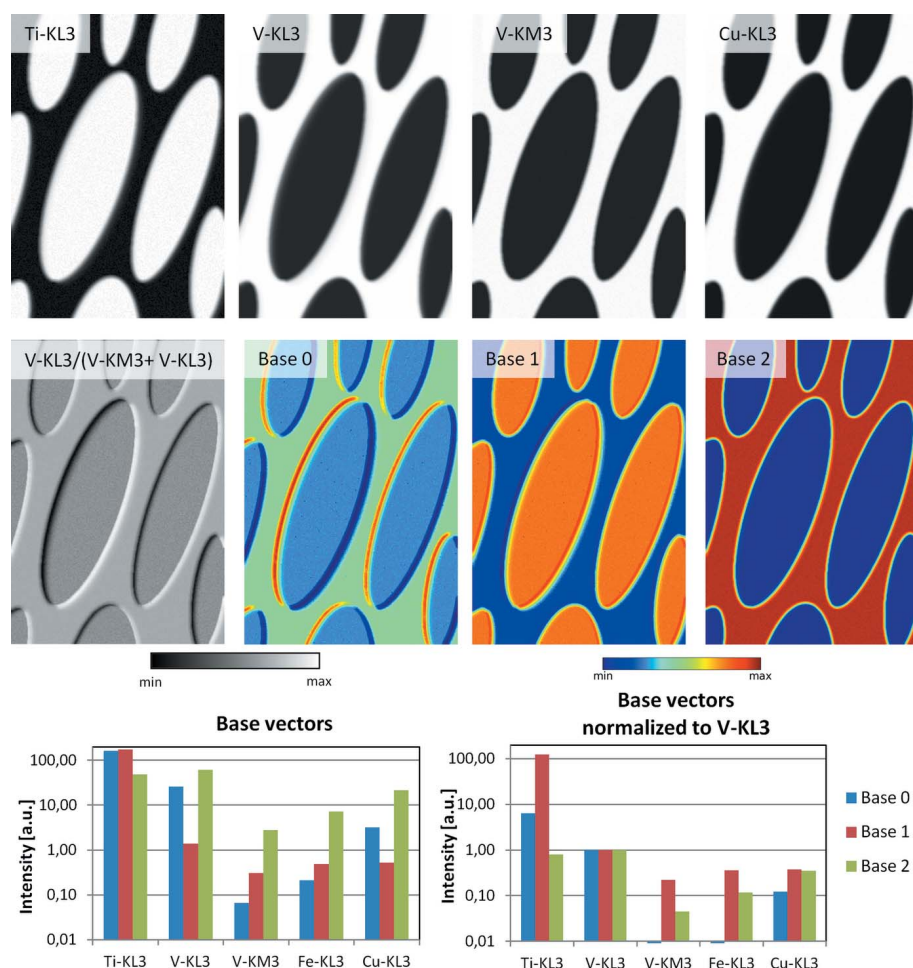 Ti-KL3
V-KL3
V-KM3
Cu-KL3
V-KL3/(V-KM3+ V-KL3)
Base 0
Base 1
Base 2
min
max
min
max
Base vectors
Base vectors
normalized to V-KL3
Intensity [a.u.]
100,00
10,00
1,00
0,10
0,01
Ti-KL3
V-KL3
V-KM3
Fe-KL3
Cu-KL3
Intensity [a.u.]
100,00
10,00
1,00
0,10
0,01
Ti-KL3
V-KL3
V-KM3
Fe-KL3
Cu-KL3
Base 0
Base 1
Base 2